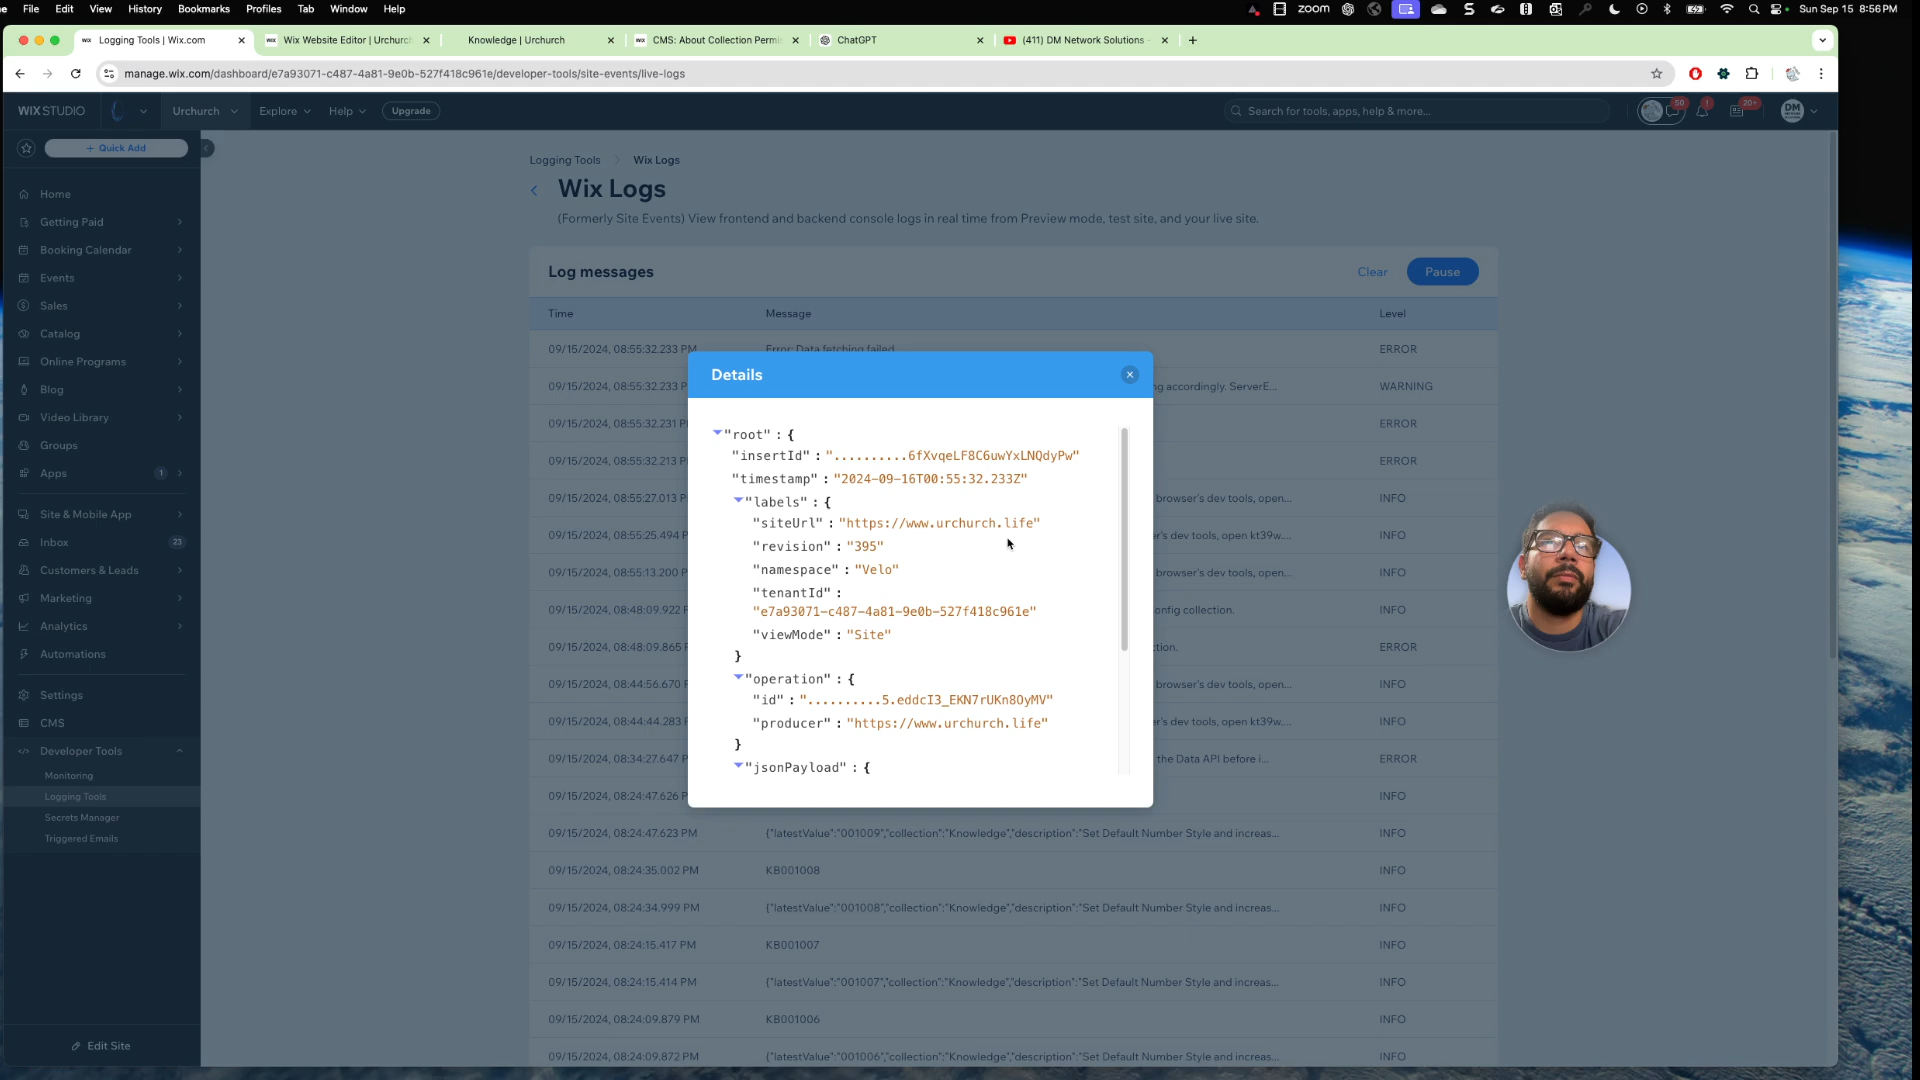 File Edit View History Bookmarks Profiles Tab Window Help
zoom
Sun Sep 15 8:56 PM
Logging Tools | Wix.com
Wix Website Editor | Urchurch
Knowledge | Urchurch
CMS: About Collection Permis
ChatGPT
(411) DM Network Solutions -
manage.wix.com/dashboard/e7a93071-c487-4a81-9e0b-527f418c961e/developer-tools/site-events/live-logs
WIX STUDIO
Urchurch
Explore
Help
Upgrade
Search for tools, apps, help & more...
50
!
20+
DM
+ Quick Add
Home
Getting Paid
Booking Calendar
Events
Sales
Catalog
Online Programs
Blog
Video Library
Groups
Apps 1
Site & Mobile App
Inbox 23
Customers & Leads
Marketing
Analytics
Automations
Settings
CMS
Developer Tools
Monitoring
Logging Tools
Secrets Manager
Triggered Emails
Edit Site
Logging Tools > Wix Logs
Wix Logs
(Formerly Site Events) View frontend and backend console logs in real time from Preview mode, test site, and your live site.
Log messages
Clear
Pause
Time Message Level
09/15/2024, 08:55:32.233 PM Error: Data fetching failed ERROR
09/15/2024, 08:55:32.233 P ng accordingly. ServerE... WARNING
09/15/2024, 08:55:32.231 P ERROR
09/15/2024, 08:55:32.213 P ERROR
09/15/2024, 08:55:27.013 P browser's dev tools, open... INFO
09/15/2024, 08:55:25.494 P er's dev tools, open kt39w.... INFO
09/15/2024, 08:55:13.200 P browser's dev tools, open... INFO
09/15/2024, 08:48:09.922 P onfig collection. INFO
09/15/2024, 08:48:09.865 P ction. ERROR
09/15/2024, 08:44:56.670 P browser's dev tools, open... INFO
09/15/2024, 08:44:44.283 P er's dev tools, open kt39w.... INFO
09/15/2024, 08:34:27.647 P the Data API before i... ERROR
09/15/2024, 08:24:47.626 P INFO
09/15/2024, 08:24:47.623 PM {"latestValue":"001009","collection":"Knowledge","description":"Set Default Number Style and increas... INFO
09/15/2024, 08:24:35.002 PM KB001008 INFO
09/15/2024, 08:24:34.999 PM {"latestValue":"001008","collection":"Knowledge","description":"Set Default Number Style and increas... INFO
09/15/2024, 08:24:15.417 PM KB001007 INFO
09/15/2024, 08:24:15.414 PM {"latestValue":"001007","collection":"Knowledge","description":"Set Default Number Style and increas... INFO
09/15/2024, 08:24:09.879 PM KB001006 INFO
09/15/2024, 08:24:09.872 PM {"latestValue":"001006","collection":"Knowledge","description":"Set Default Number Style and increas... INFO
Details
"root" : {
"insertId" : "..........6fXvqeLF8C6uwYxLNQdyPw"
"timestamp" : "2024-09-16T00:55:32.233Z"
"labels" : {
"siteUrl" : "https://www.urchurch.life"
"revision" : "395"
"namespace" : "Velo"
"tenantId" :
"e7a93071-c487-4a81-9e0b-527f418c961e"
"viewMode" : "Site"
}
"operation" : {
"id" : "..........5.eddcI3_EKN7rUKn8OyMV"
"producer" : "https://www.urchurch.life"
}
"jsonPayload" : {